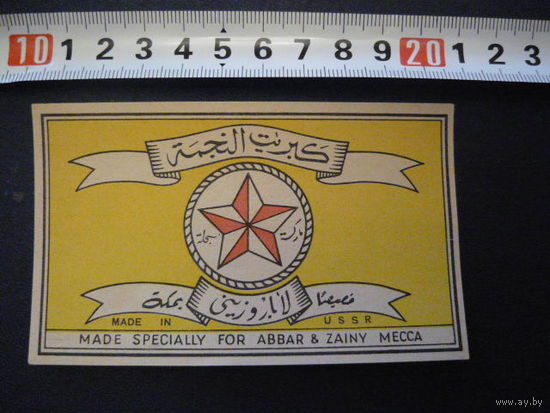 10 1 2 3 4 5 6 7 8 9 20 1 2 3
كبريت النجمة
ماركة مسجلة
خصيصًا لأبار وزيني بمكة
MADE IN USSR
MADE SPECIALLY FOR ABBAR & ZAINY MECCA
www.ay.by